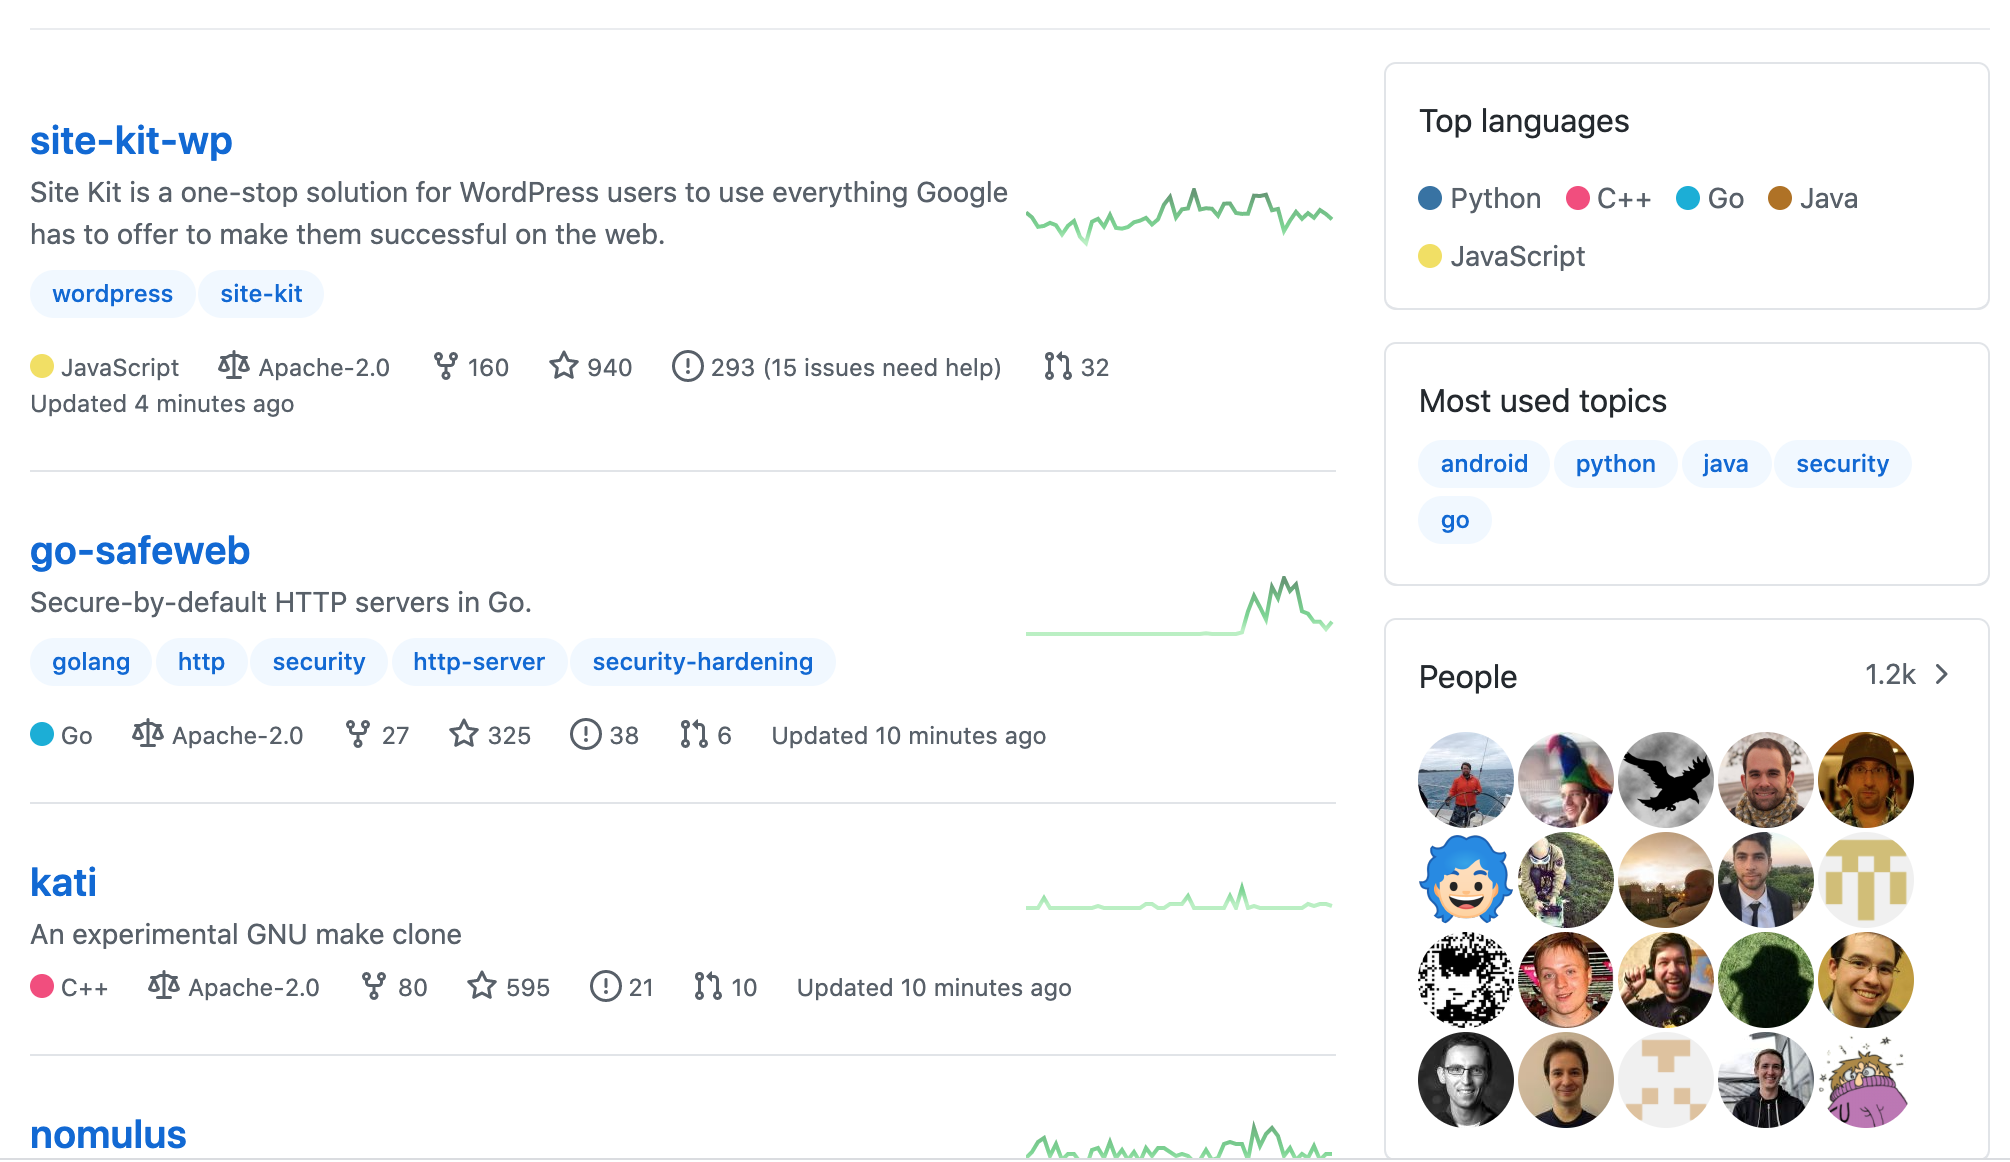 site-kit-wp
Site Kit is a one-stop solution for WordPress users to use everything Google
has to offer to make them successful on the web.
wordpress site-kit
JavaScript Apache-2.0 160 940 293 (15 issues need help) 32
Updated 4 minutes ago
go-safeweb
Secure-by-default HTTP servers in Go.
golang http security http-server security-hardening
Go Apache-2.0 27 325 38 6 Updated 10 minutes ago
kati
An experimental GNU make clone
C++ Apache-2.0 80 595 21 10 Updated 10 minutes ago
nomulus
Top languages
Python C++ Go Java
JavaScript
Most used topics
android python java security
go
People 1.2k